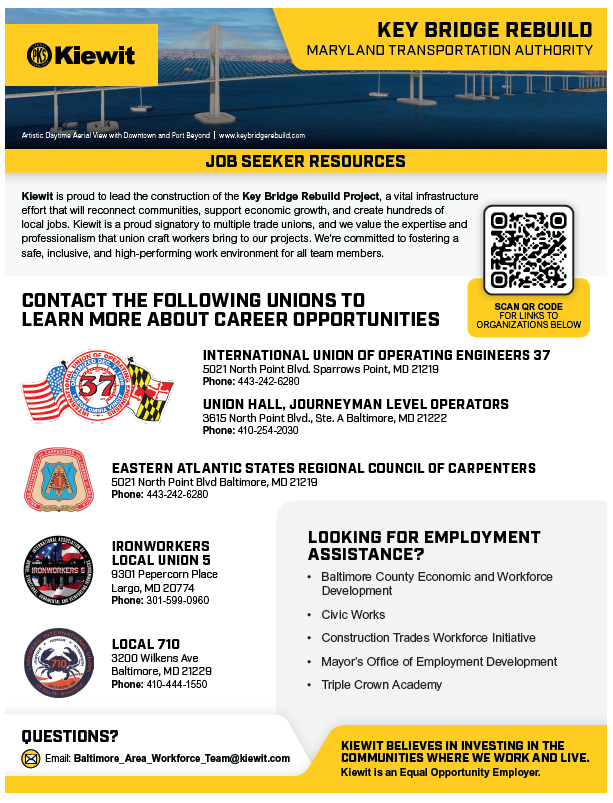 KEY BRIDGE REBUILD
MARYLAND TRANSPORTATION AUTHORITY
PKS Kiewit
Artistic Daytime Aerial View with Downtown and Port Beyond | www.keybridgerebuild.com
JOB SEEKER RESOURCES
Kiewit is proud to lead the construction of the Key Bridge Rebuild Project, a vital infrastructure
effort that will reconnect communities, support economic growth, and create hundreds of
local jobs. Kiewit is a proud signatory to multiple trade unions, and we value the expertise and
professionalism that union craft workers bring to our projects. We're committed to fostering a
safe, inclusive, and high-performing work environment for all team members.
SCAN QR CODE
FOR LINKS TO
ORGANIZATIONS BELOW
CONTACT THE FOLLOWING UNIONS TO
LEARN MORE ABOUT CAREER OPPORTUNITIES
INTERNATIONAL UNION OF OPERATING ENGINEERS
37
INTERNATIONAL UNION OF OPERATING ENGINEERS 37
5021 North Point Blvd. Sparrows Point, MD 21219
Phone: 443-242-6280
UNION HALL, JOURNEYMAN LEVEL OPERATORS
3615 North Point Blvd., Ste. A Baltimore, MD 21222
Phone: 410-254-2030
EASTERN ATLANTIC STATES REGIONAL COUNCIL OF CARPENTERS
5021 North Point Blvd Baltimore, MD 21219
Phone: 443-242-6280
IRONWORKERS 5
IRONWORKERS
LOCAL UNION 5
9301 Pepercorn Place
Largo, MD 20774
Phone: 301-599-0960
710
LOCAL 710
3200 Wilkens Ave
Baltimore, MD 21229
Phone: 410-444-1550
LOOKING FOR EMPLOYMENT
ASSISTANCE?
• Baltimore County Economic and Workforce
Development
• Civic Works
• Construction Trades Workforce Initiative
• Mayor's Office of Employment Development
• Triple Crown Academy
QUESTIONS?
Email: Baltimore_Area_Workforce_Team@kiewit.com
KIEWIT BELIEVES IN INVESTING IN THE
COMMUNITIES WHERE WE WORK AND LIVE.
Kiewit is an Equal Opportunity Employer.